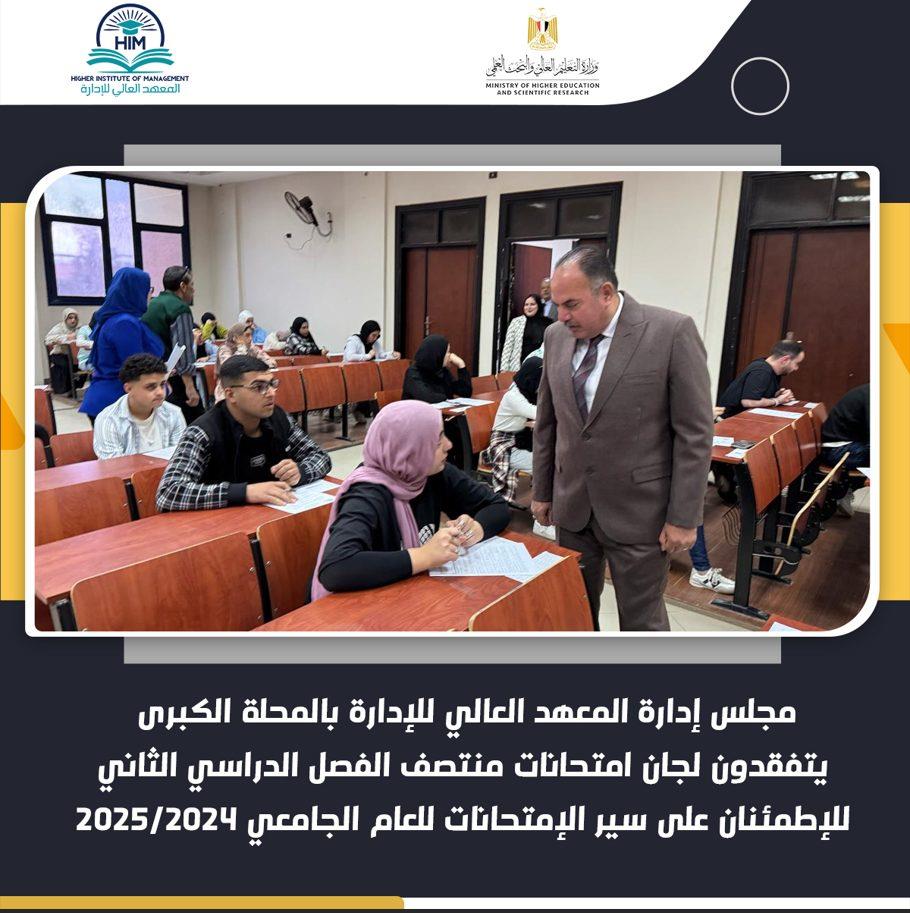 HIM
HIGHER INSTITUTE OF MANAGEMENT
المعهد العالي للإدارة
وزارة التعليم العالي والبحث العلمي
MINISTRY OF HIGHER EDUCATION
AND SCIENTIFIC RESEARCH
مجلس إدارة المعهد العالي للإدارة بالمحلة الكبرى
يتفقدون لجان امتحانات منتصف الفصل الدراسي الثاني
للإطمئنان على سير الإمتحانات للعام الجامعي 2025/2024